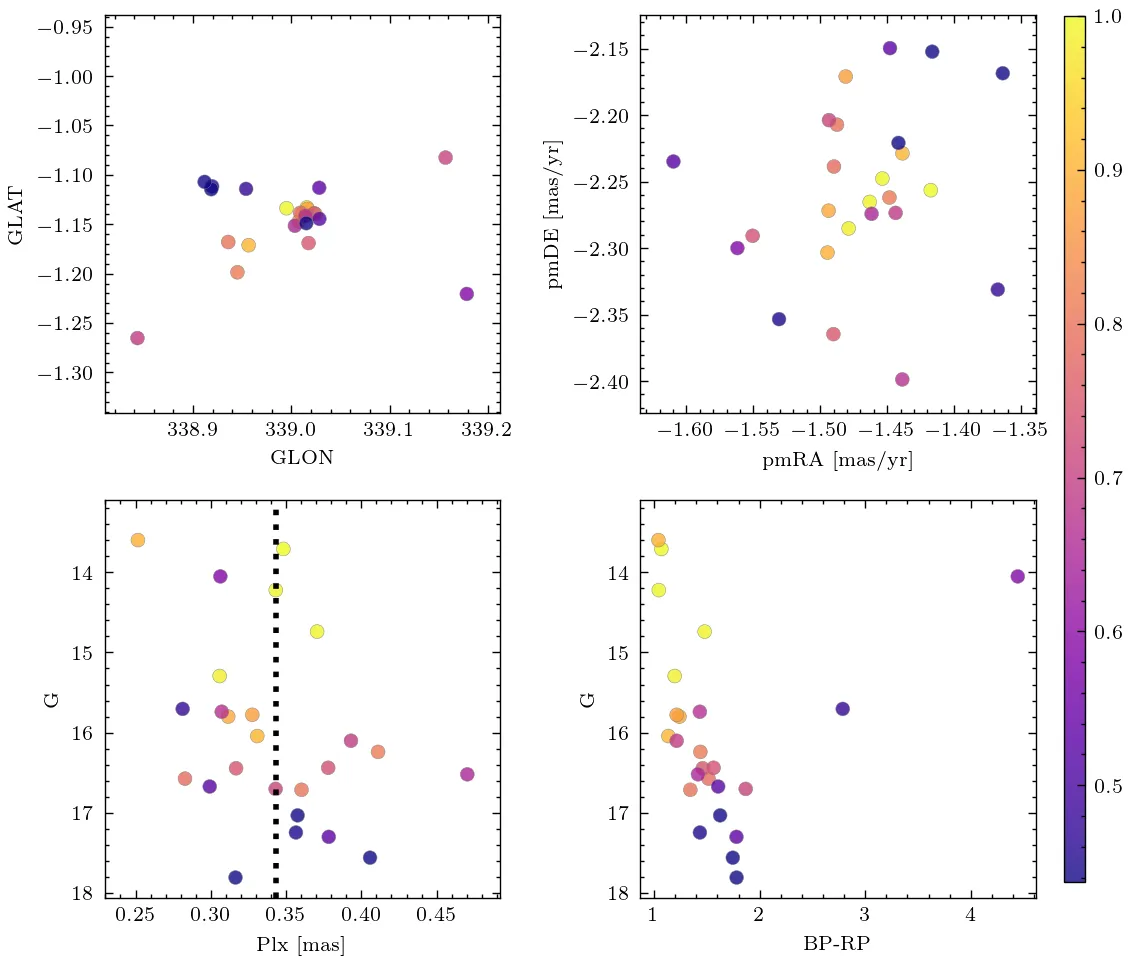 −0.95
−1.00
−1.05
−1.10
−1.15
−1.20
−1.25
−1.30
GLAT
338.9 339.0 339.1 339.2
GLON
−2.15
−2.20
−2.25
−2.30
−2.35
−2.40
pmDE [mas/yr]
−1.60 −1.55 −1.50 −1.45 −1.40 −1.35
pmRA [mas/yr]
14
15
16
17
18
G
0.25 0.30 0.35 0.40 0.45
Plx [mas]
14
15
16
17
18
G
1 2 3 4
BP-RP
1.0
0.9
0.8
0.7
0.6
0.5